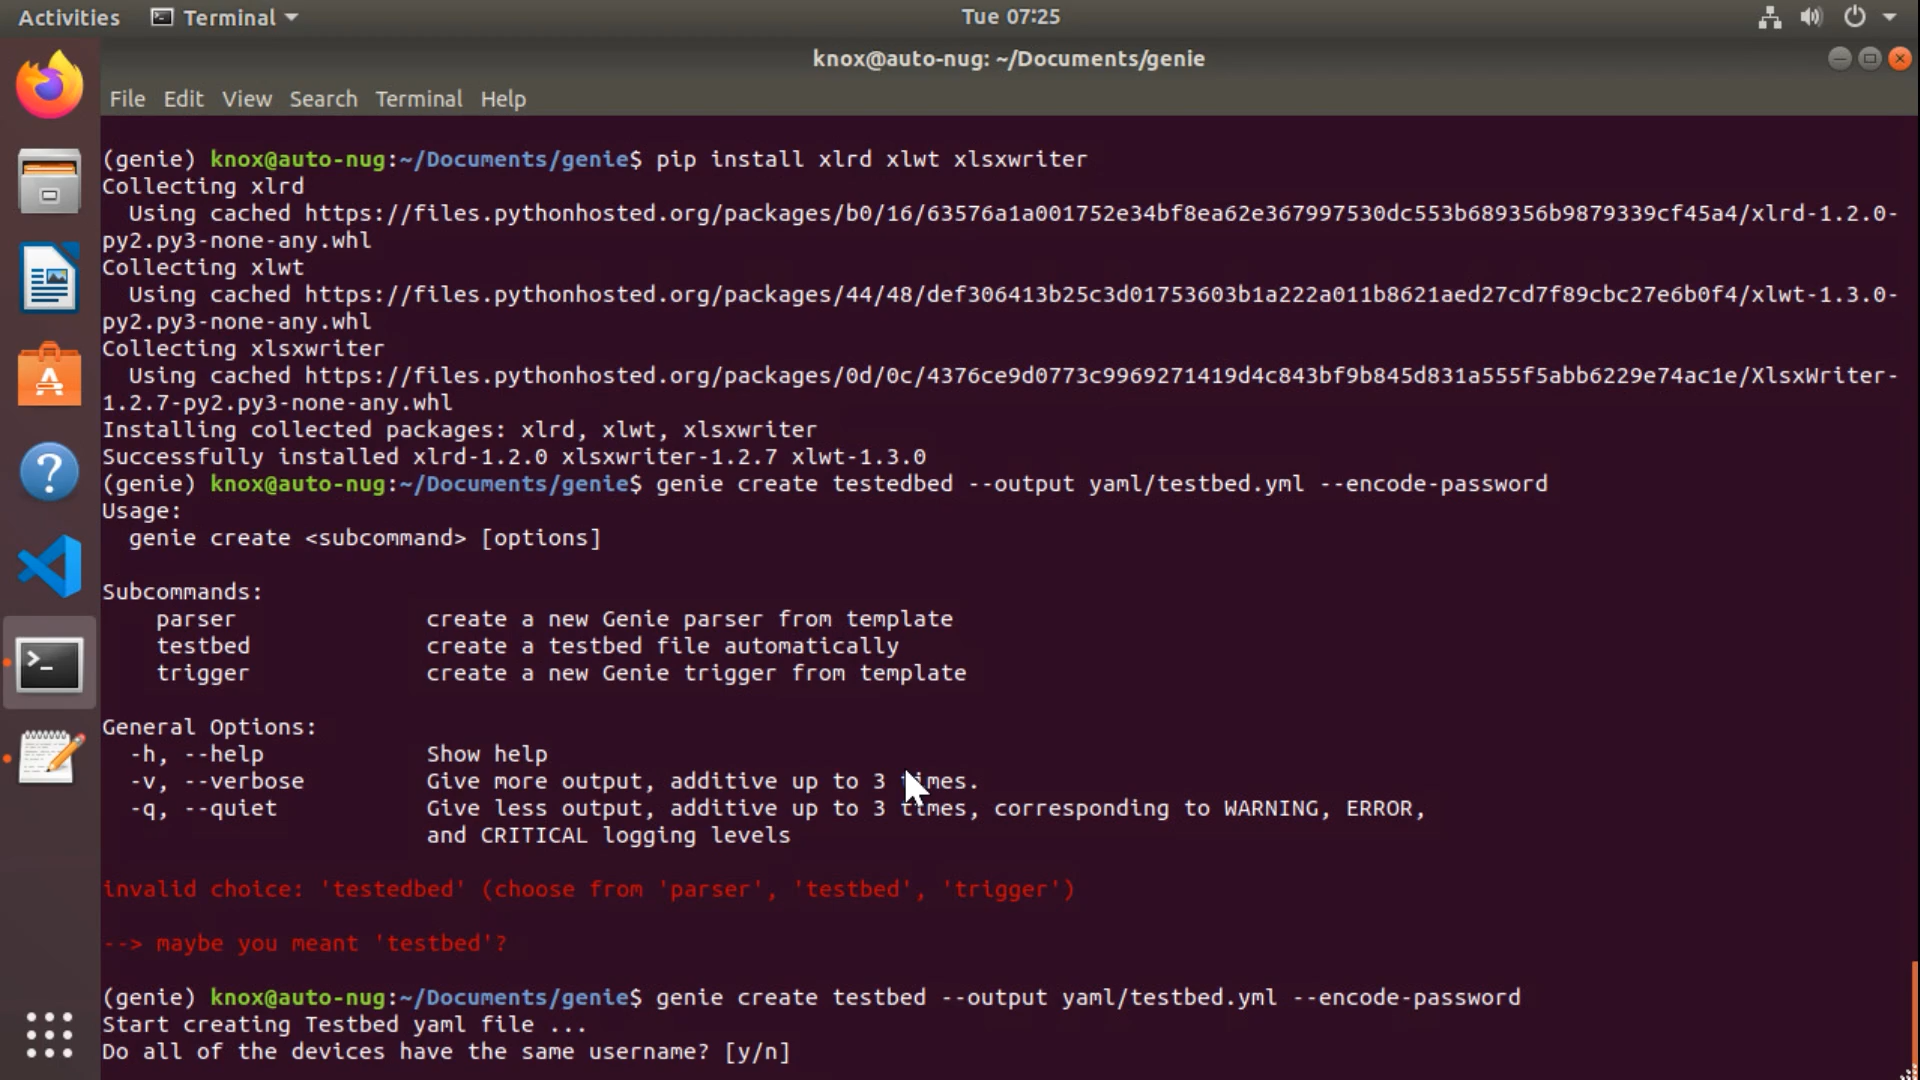 Activities Terminal Tue 07:25
knox@auto-nug: ~/Documents/genie
File Edit View Search Terminal Help
(genie) knox@auto-nug:~/Documents/genie$ pip install xlrd xlwt xlsxwriter
Collecting xlrd
  Using cached https://files.pythonhosted.org/packages/b0/16/63576a1a001752e34bf8ea62e367997530dc553b689356b9879339cf45a4/xlrd-1.2.0-
py2.py3-none-any.whl
Collecting xlwt
  Using cached https://files.pythonhosted.org/packages/44/48/def306413b25c3d01753603b1a222a011b8621aed27cd7f89cbc27e6b0f4/xlwt-1.3.0-
py2.py3-none-any.whl
Collecting xlsxwriter
  Using cached https://files.pythonhosted.org/packages/0d/0c/4376ce9d0773c9969271419d4c843bf9b845d831a555f5abb6229e74ac1e/XlsxWriter-
1.2.7-py2.py3-none-any.whl
Installing collected packages: xlrd, xlwt, xlsxwriter
Successfully installed xlrd-1.2.0 xlsxwriter-1.2.7 xlwt-1.3.0
(genie) knox@auto-nug:~/Documents/genie$ genie create testedbed --output yaml/testbed.yml --encode-password
Usage:
  genie create <subcommand> [options]
Subcommands:
    parser              create a new Genie parser from template
    testbed             create a testbed file automatically
    trigger             create a new Genie trigger from template
General Options:
  -h, --help            Show help
  -v, --verbose         Give more output, additive up to 3 times.
  -q, --quiet           Give less output, additive up to 3 times, corresponding to WARNING, ERROR,
                        and CRITICAL logging levels
invalid choice: 'testedbed' (choose from 'parser', 'testbed', 'trigger')
--> maybe you meant 'testbed'?
(genie) knox@auto-nug:~/Documents/genie$ genie create testbed --output yaml/testbed.yml --encode-password
Start creating Testbed yaml file ...
Do all of the devices have the same username? [y/n]